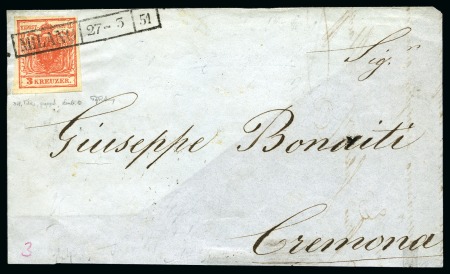 MILANO 27-3 51
3 KREUZER.
Sig.
Giuseppe Bonaiti
Cremona
3